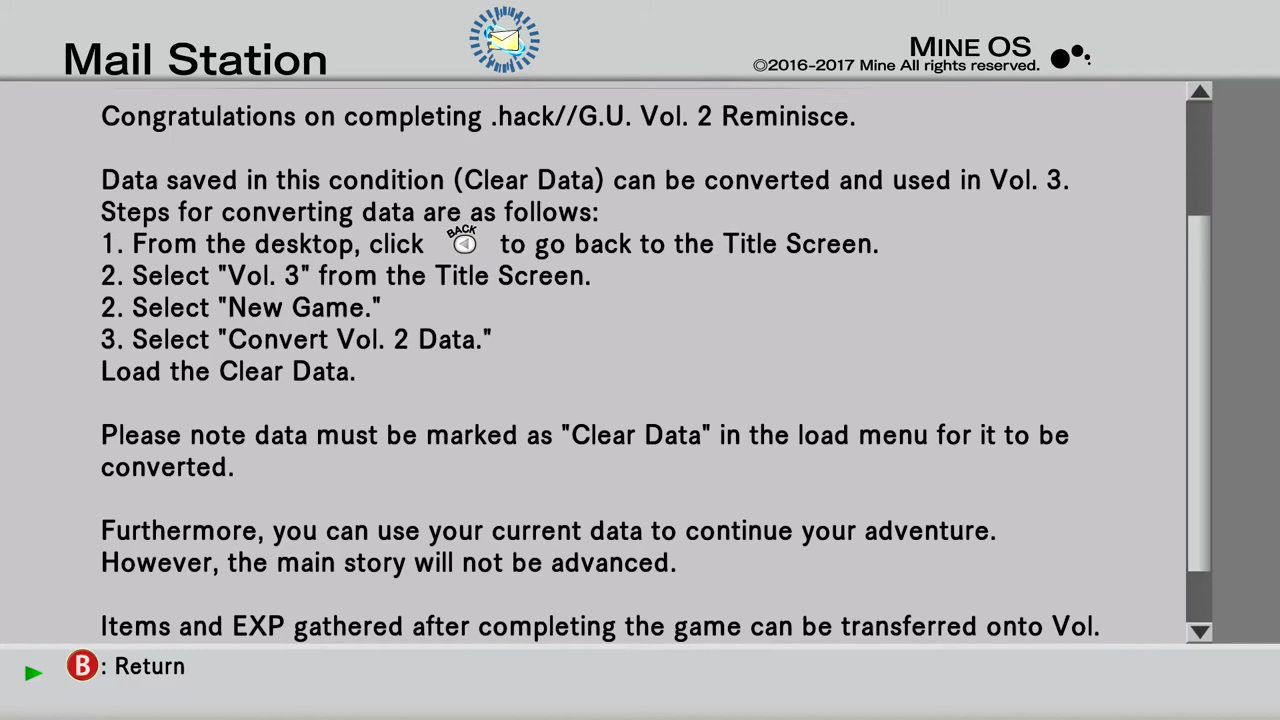 Mail Station
MINE OS
©2016-2017 Mine All rights reserved.
Congratulations on completing .hack//G.U. Vol. 2 Reminisce.
Data saved in this condition (Clear Data) can be converted and used in Vol. 3.
Steps for converting data are as follows:
1. From the desktop, click BACK to go back to the Title Screen.
2. Select "Vol. 3" from the Title Screen.
2. Select "New Game."
3. Select "Convert Vol. 2 Data."
Load the Clear Data.
Please note data must be marked as "Clear Data" in the load menu for it to be
converted.
Furthermore, you can use your current data to continue your adventure.
However, the main story will not be advanced.
Items and EXP gathered after completing the game can be transferred onto Vol.
B: Return